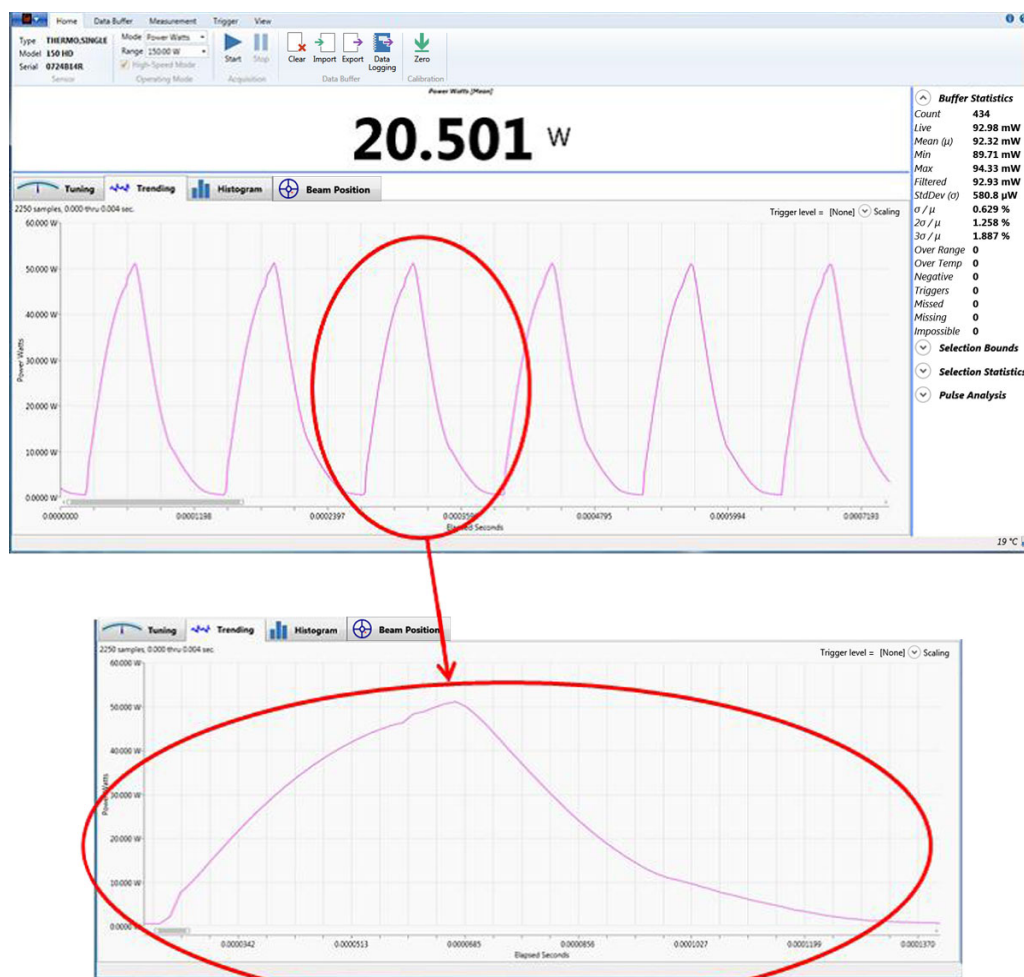 Home Data Buffer Measurement Trigger View
Type THERMO,SINGLE
Model 150 HD
Serial 0724B14R
Sensor
Mode Power Watts
Range 150.00 W
High-Speed Mode
Operating Mode
Start Stop
Acquisition
Clear Import Export Data Logging
Data Buffer
Zero
Calibration
Power Watts [Mean]
20.501 W
Tuning Trending Histogram Beam Position
2250 samples, 0.000 thru 0.004 sec.
Trigger level = [None] Scaling
60.000 W
50.000 W
40.000 W
30.000 W
20.000 W
10.000 W
0.0000 W
Power Watts
0.0000000 0.0001198 0.0002397 0.0004795 0.0005994 0.0007193
Elapsed Seconds
Buffer Statistics
Count 434
Live 92.98 mW
Mean (μ) 92.32 mW
Min 89.71 mW
Max 94.33 mW
Filtered 92.93 mW
StdDev (σ) 580.8 μW
σ / μ 0.629 %
2σ / μ 1.258 %
3σ / μ 1.887 %
Over Range 0
Over Temp 0
Negative 0
Triggers 0
Missed 0
Missing 0
Impossible 0
Selection Bounds
Selection Statistics
Pulse Analysis
19 °C
Tuning Trending Histogram Beam Position
2250 samples, 0.000 thru 0.004 sec.
Trigger level = [None] Scaling
60.000 W
50.000 W
40.000 W
30.000 W
20.000 W
10.000 W
0.0000 W
Power Watts
0.0000342 0.0000513 0.0000685 0.0000856 0.0001027 0.0001199 0.0001370
Elapsed Seconds